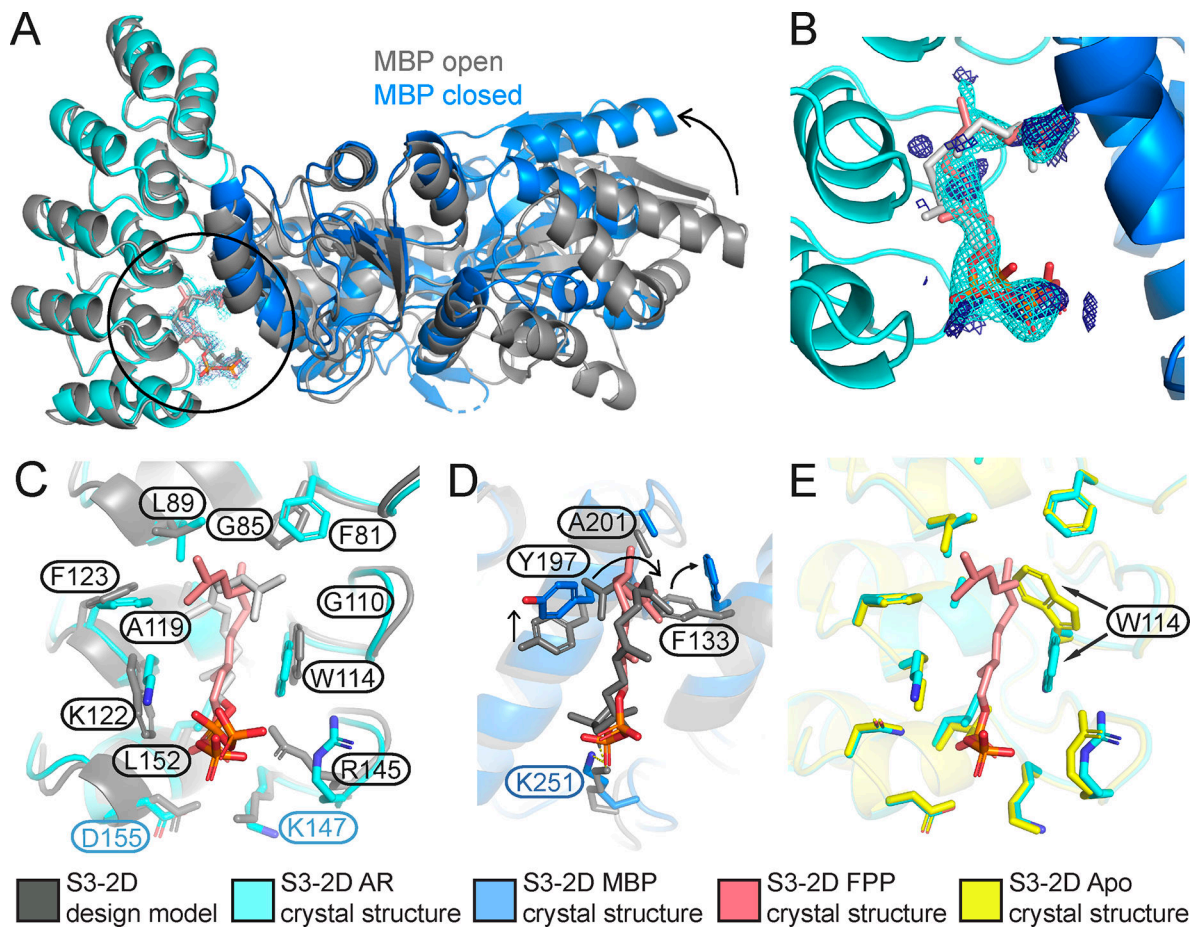 A
MBP open
MBP closed
B
C
L89
G85
F81
F123
A119
G110
W114
K122
L152
R145
D155
K147
D
A201
Y197
F133
K251
E
W114
S3-2D
design model
S3-2D AR
crystal structure
S3-2D MBP
crystal structure
S3-2D FPP
crystal structure
S3-2D Apo
crystal structure